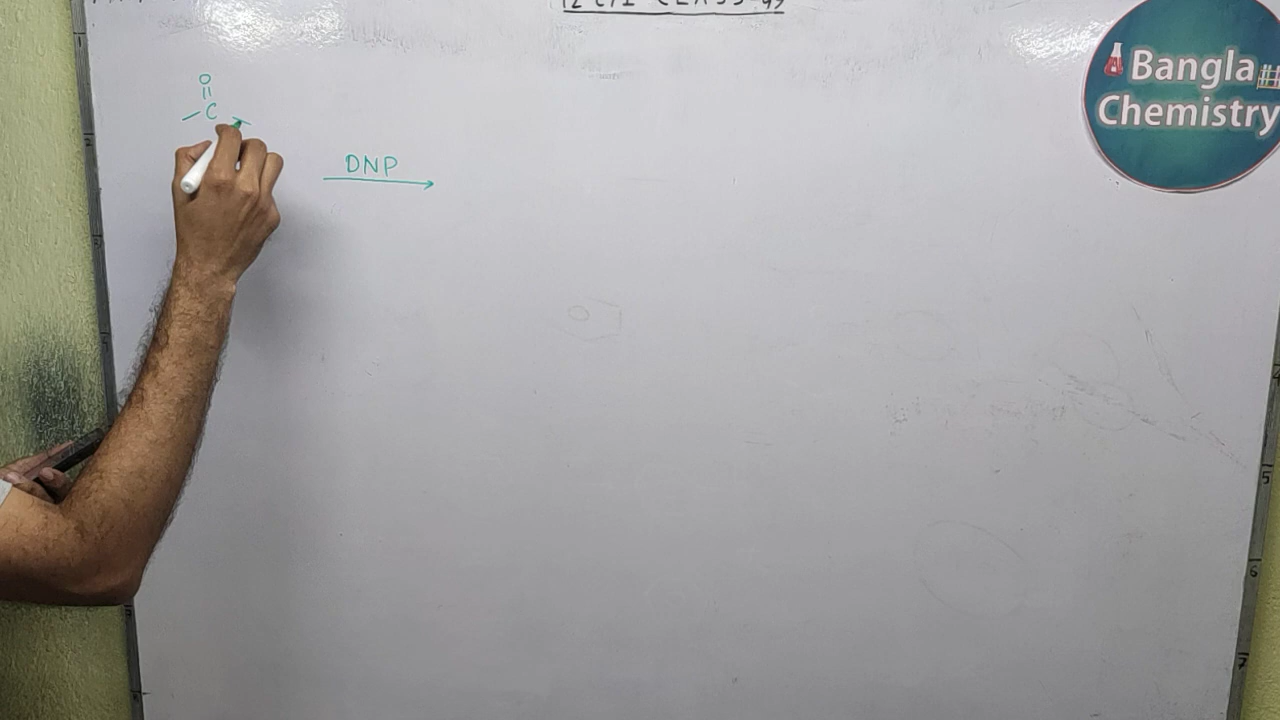 CLASS-49
O
||
– C –
DNP
Bangla
Chemistry